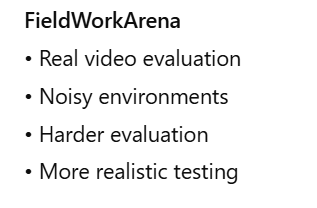 FieldWorkArena
• Real video evaluation
• Noisy environments
• Harder evaluation
• More realistic testing